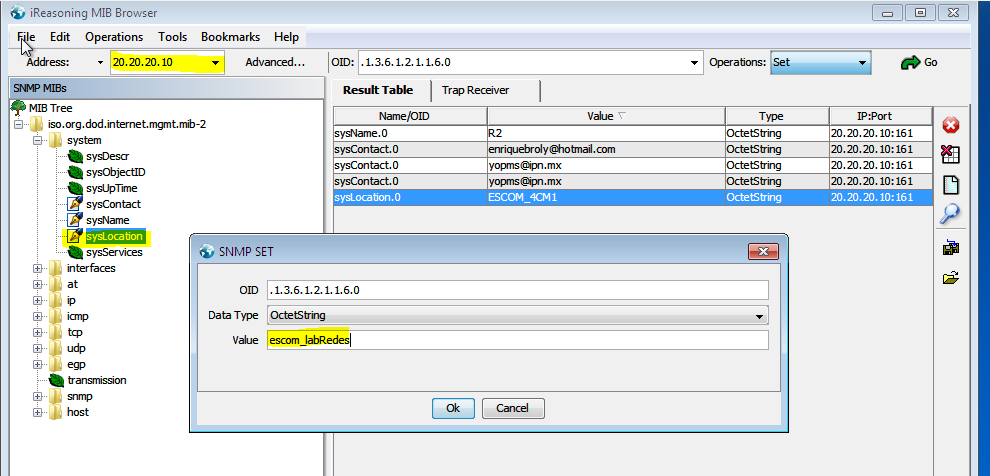 iReasoning MIB Browser
File Edit Operations Tools Bookmarks Help
Address: 20.20.20.10 Advanced... OID: .1.3.6.1.2.1.1.6.0 Operations: Set Go
SNMP MIBs
MIB Tree
iso.org.dod.internet.mgmt.mib-2
system
sysDescr
sysObjectID
sysUpTime
sysContact
sysName
sysLocation
sysServices
interfaces
at
ip
icmp
tcp
udp
egp
transmission
snmp
host
Result Table Trap Receiver
Name/OID Value Type IP:Port
sysName.0 R2 OctetString 20.20.20.10:161
sysContact.0 enriquebroly@hotmail.com OctetString 20.20.20.10:161
sysContact.0 yopms@ipn.mx OctetString 20.20.20.10:161
sysContact.0 yopms@ipn.mx OctetString 20.20.20.10:161
sysLocation.0 ESCOM_4CM1 OctetString 20.20.20.10:161
SNMP SET
OID .1.3.6.1.2.1.1.6.0
Data Type OctetString
Value escom_labRedes
Ok Cancel